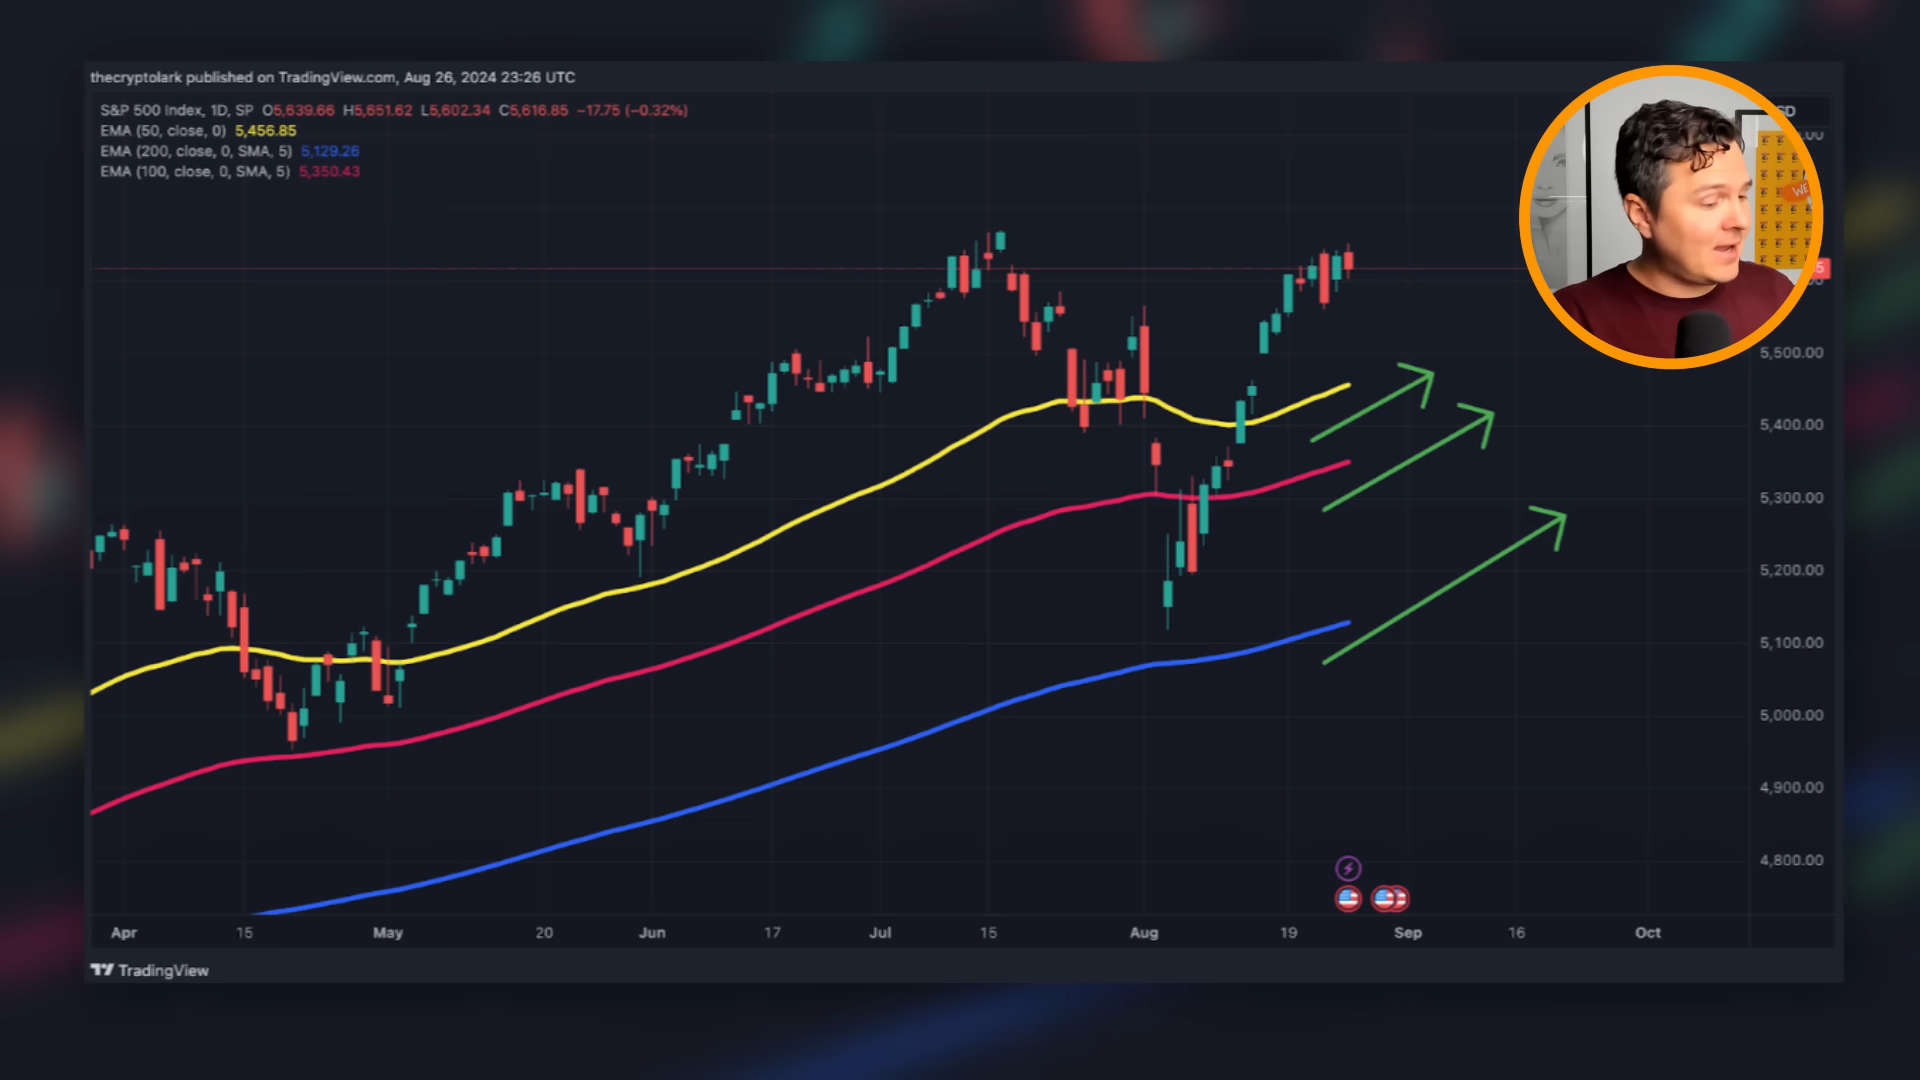 thecryptolark published on TradingView.com, Aug 26, 2024 23:26 UTC
S&P 500 Index, 1D, SP O5,639.66 H5,651.62 L5,602.34 C5,616.85 −17.75 (−0.32%)
EMA (50, close, 0) 5,456.85
EMA (200, close, 0, SMA, 5) 5,129.26
EMA (100, close, 0, SMA, 5) 5,350.43
WE
5,500.00
5,400.00
5,300.00
5,200.00
5,100.00
5,000.00
4,900.00
4,800.00
Apr 15 May 20 Jun 17 Jul 15 Aug 19 Sep 16 Oct
TradingView